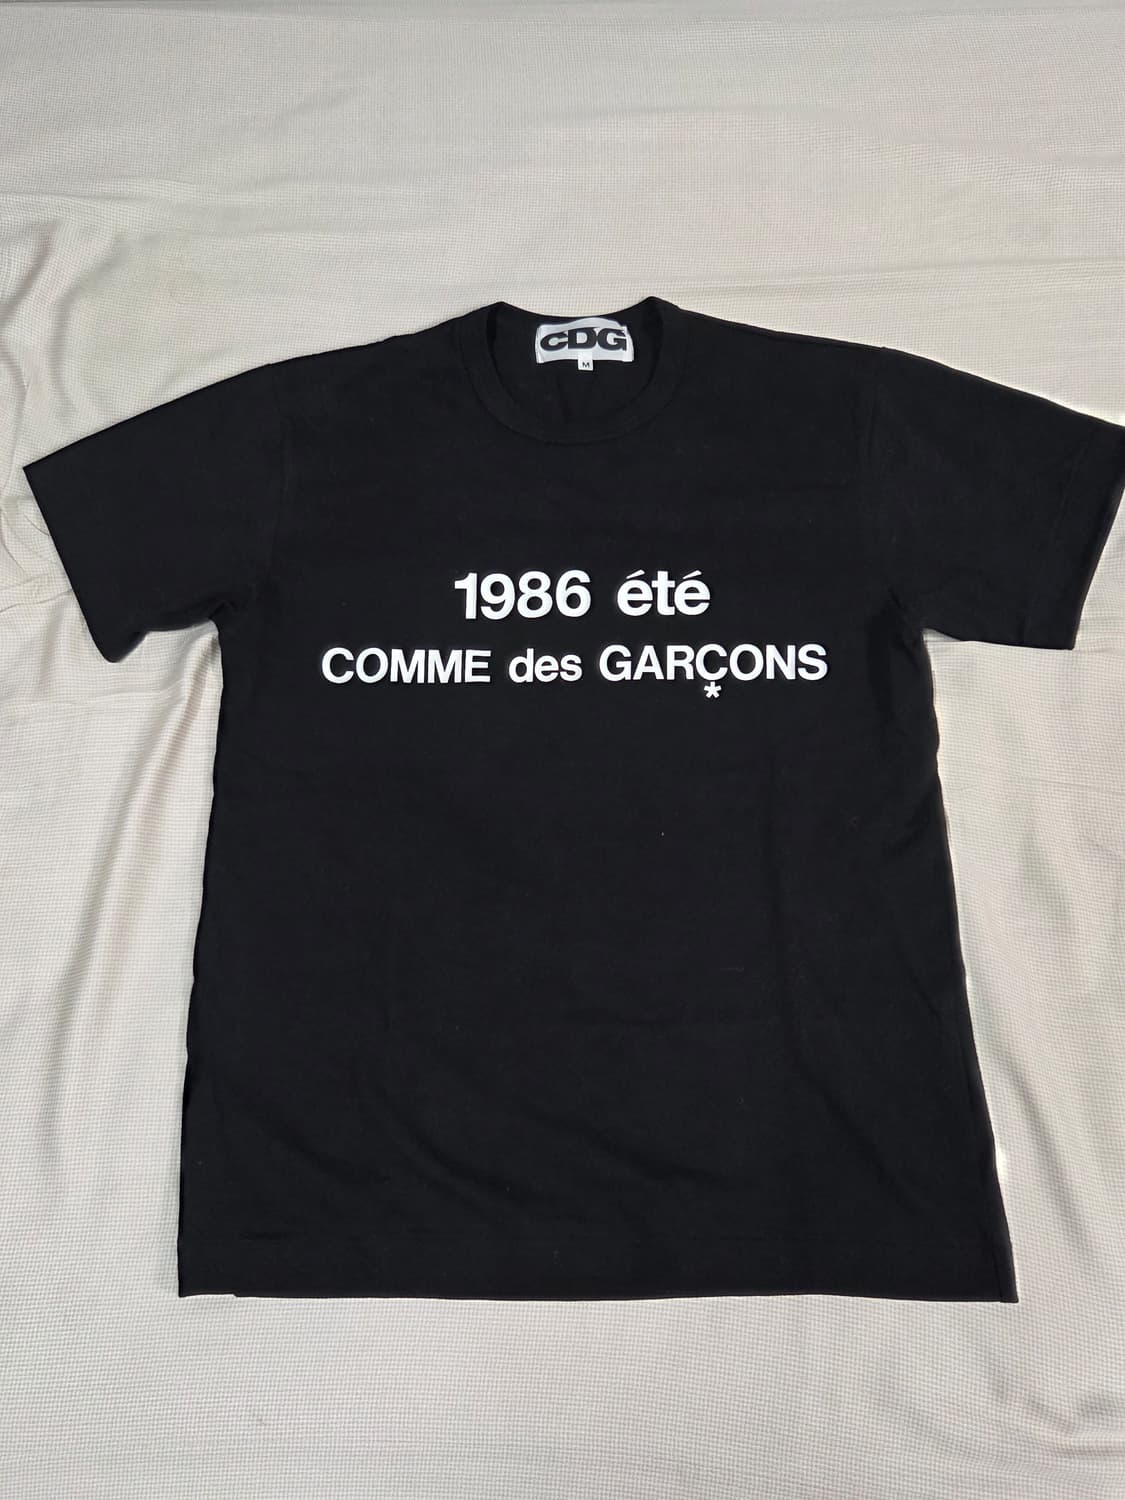 CDG
M
1986 été
COMME des GARÇONS
*